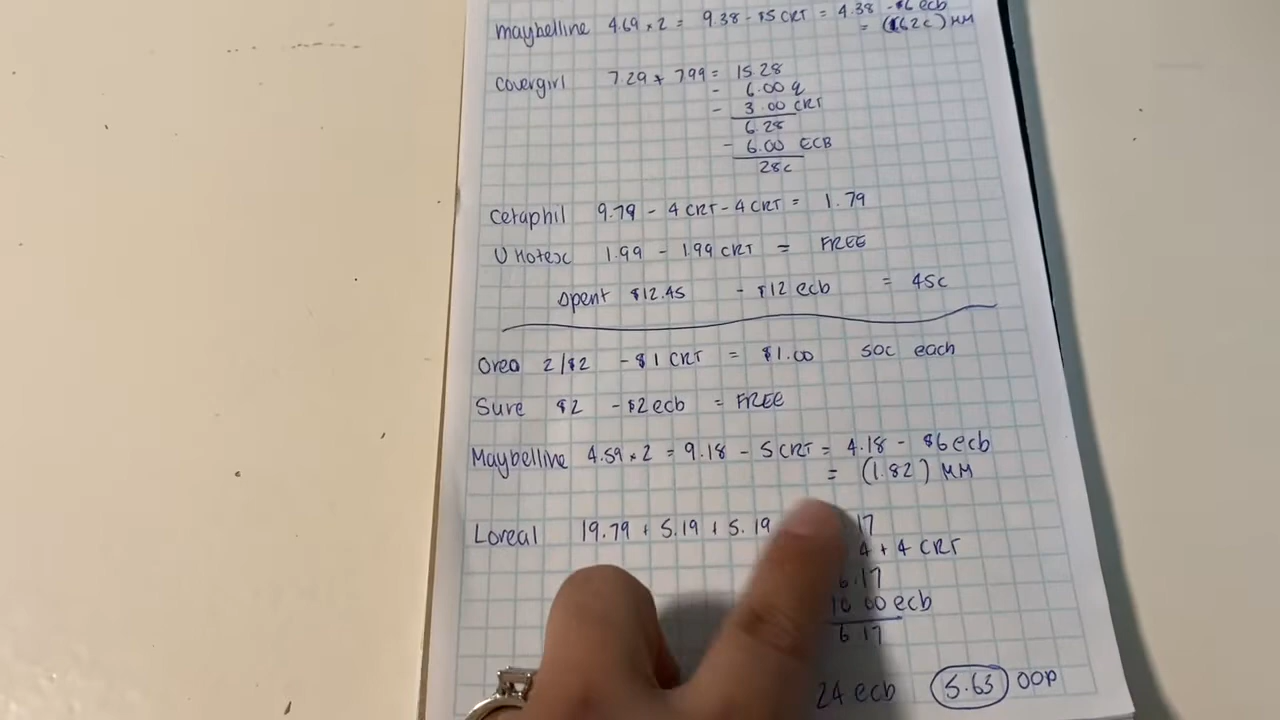 maybelline 4.69 × 2 = 9.38 - $5 CRT = 4.38 - $6 ecb
= (62c) MM
covergirl 7.29 + 7.99 = 15.28
- 6.00 q
- 3.00 CRT
6.28
- 6.00 ECB
28c
Cetaphil 9.79 - 4 CRT - 4 CRT = 1.79
U Kotex 1.99 - 1.99 CRT = FREE
Spent $12.45 - $12 ecb = 45c
Oreo 2/$2 - $1 CRT = $1.00 50c each
Sure $2 - $2 ecb = FREE
Maybelline 4.59 × 2 = 9.18 - 5 CRT = 4.18 - $6 ecb
= (1.82) MM
Loreal 19.79 + 5.19 + 5.19 17
4 + 4 CRT
6.17
10.00 ecb
6.17
24 ecb 5.63 OOP